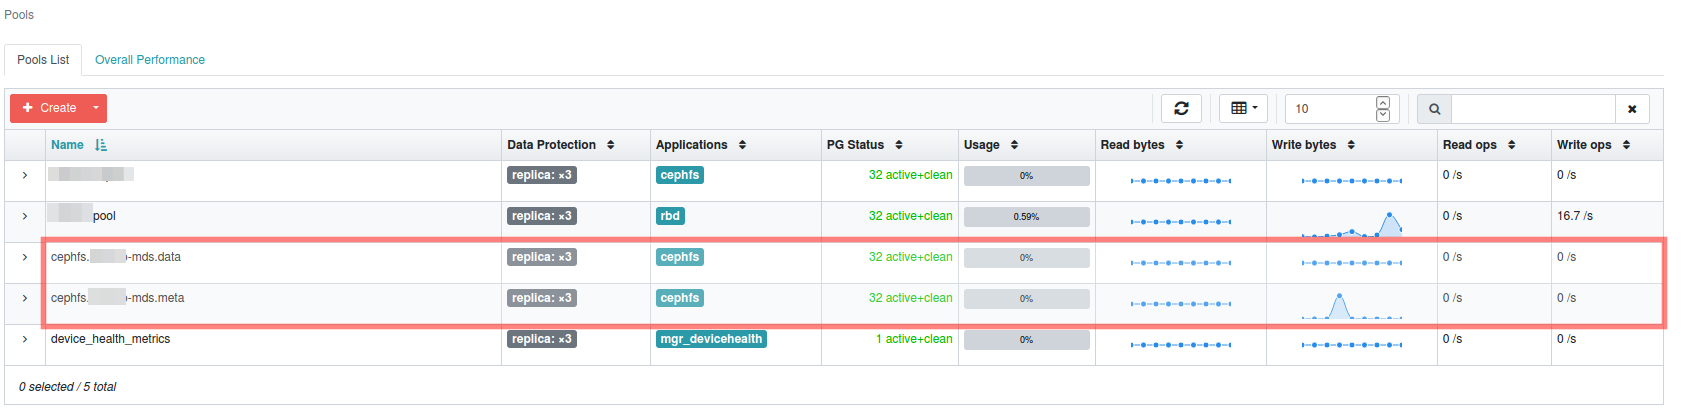 Pools
Pools List Overall Performance
Create 10
Name Data Protection Applications PG Status Usage Read bytes Write bytes Read ops Write ops
replica: ×3 cephfs 32 active+clean 0% 0 /s 0 /s
pool replica: ×3 rbd 32 active+clean 0.59% 0 /s 16.7 /s
cephfs. -mds.data replica: ×3 cephfs 32 active+clean 0% 0 /s 0 /s
cephfs. -mds.meta replica: ×3 cephfs 32 active+clean 0% 0 /s 0 /s
device_health_metrics replica: ×3 mgr_devicehealth 1 active+clean 0% 0 /s 0 /s
0 selected / 5 total